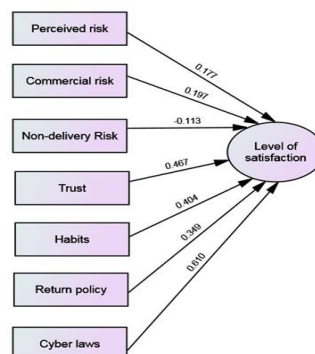 Perceived risk
0.177
Commercial risk
0.197
Non-delivery Risk
-0.113
Level of
satisfaction
Trust
0.467
Habits
0.404
Return policy
0.349
Cyber laws
0.610